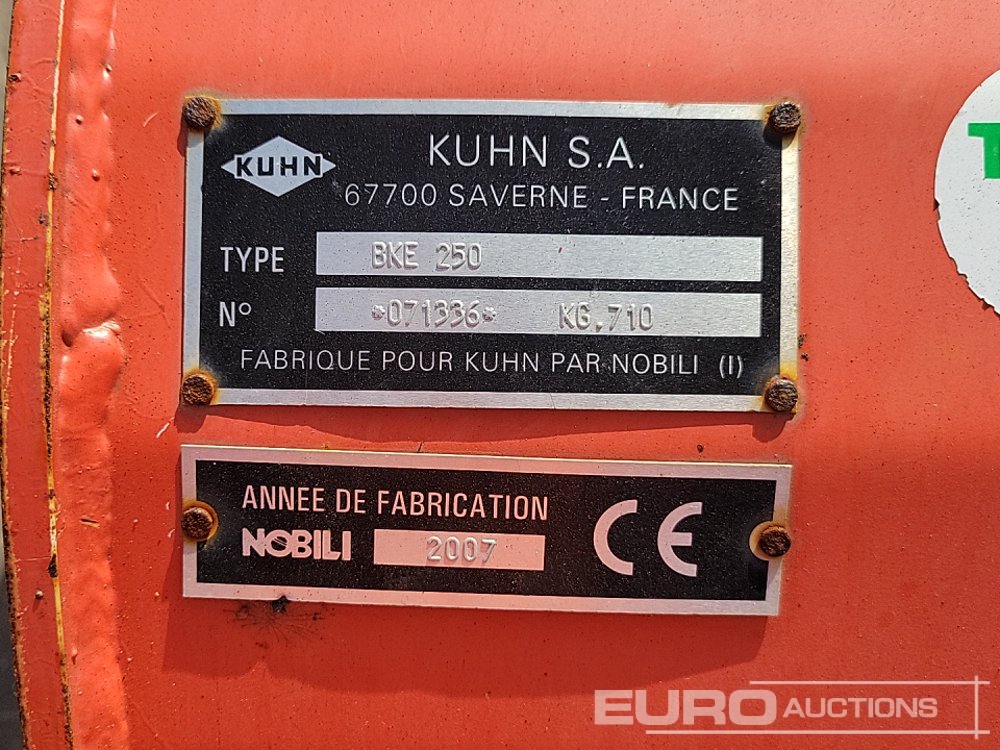 KUHN
KUHN S.A.
67700 SAVERNE - FRANCE
TYPE BKE 250
N° *071336* KG,710
FABRIQUE POUR KUHN PAR NOBILI (I)
ANNEE DE FABRICATION
NOBILI 2007 CE
EURO AUCTIONS